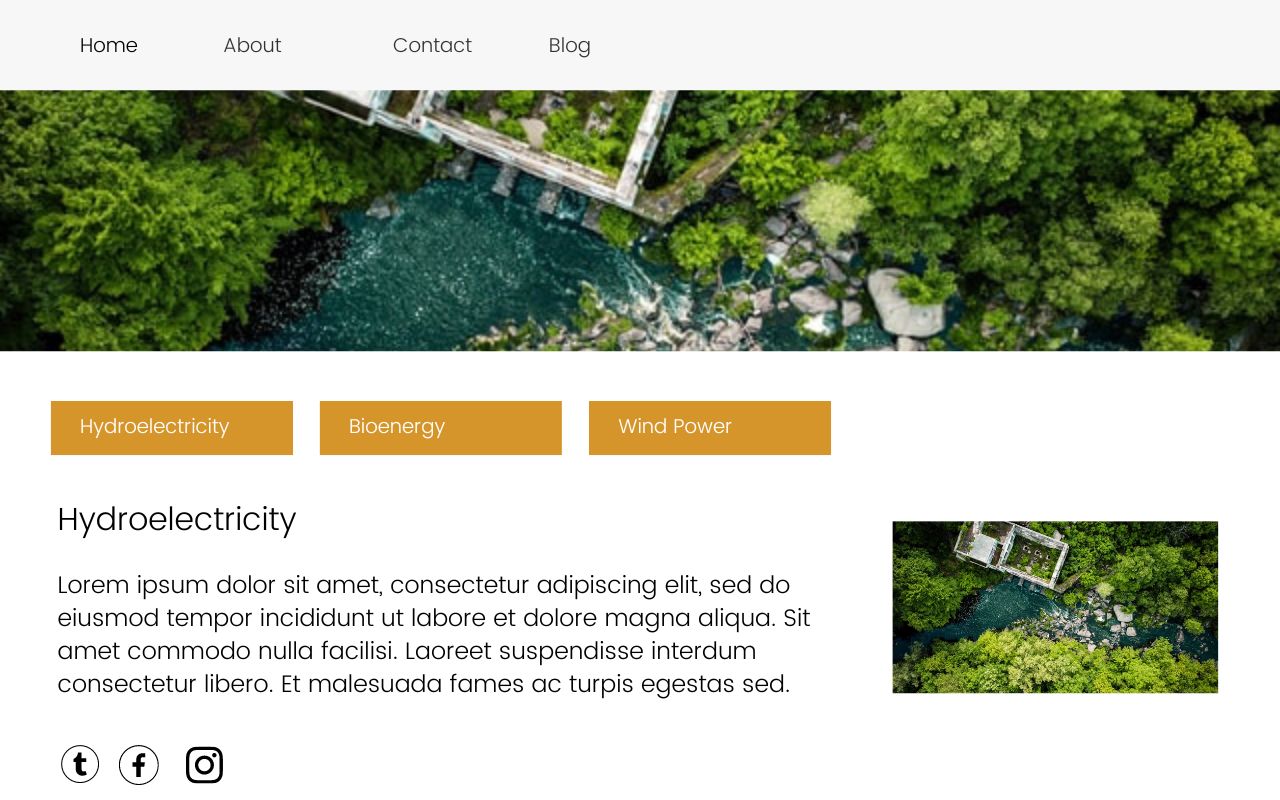 Home About Contact Blog
Hydroelectricity Bioenergy Wind Power
Hydroelectricity
Lorem ipsum dolor sit amet, consectetur adipiscing elit, sed do
eiusmod tempor incididunt ut labore et dolore magna aliqua. Sit
amet commodo nulla facilisi. Laoreet suspendisse interdum
consectetur libero. Et malesuada fames ac turpis egestas sed.